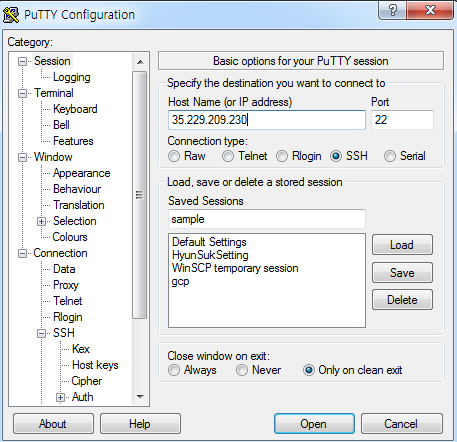 PuTTY Configuration
Category:
Session
Logging
Terminal
Keyboard
Bell
Features
Window
Appearance
Behaviour
Translation
Selection
Colours
Connection
Data
Proxy
Telnet
Rlogin
SSH
Kex
Host keys
Cipher
Auth
Basic options for your PuTTY session
Specify the destination you want to connect to
Host Name (or IP address) Port
35.229.209.230 22
Connection type:
Raw Telnet Rlogin SSH Serial
Load, save or delete a stored session
Saved Sessions
sample
Default Settings
HyunSukSetting
WinSCP temporary session
gcp
Load
Save
Delete
Close window on exit:
Always Never Only on clean exit
About Help Open Cancel